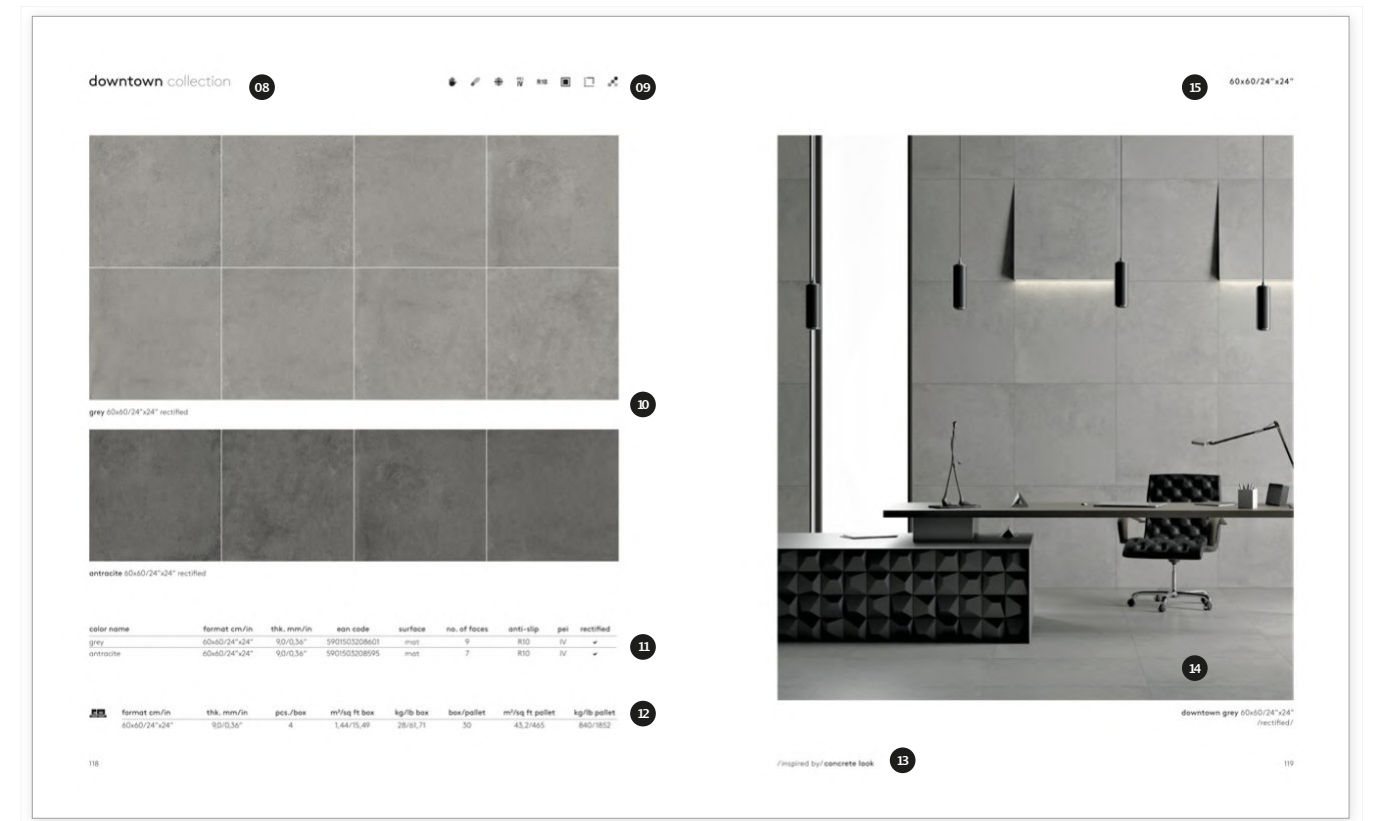 downtown collection 08
R10 09
15 60x60/24"x24"
10
grey 60x60/24"x24" rectified
antracite 60x60/24"x24" rectified
color name format cm/in thk. mm/in ean code surface no. of faces anti-slip pei rectified
grey 60x60/24"x24" 9,0/0,36" 5901503208601 mat 9 R10 IV
antracite 60x60/24"x24" 9,0/0,36" 5901503208595 mat 7 R10 IV
11
format cm/in thk. mm/in pcs./box m²/sq ft box kg/lb box box/pallet m²/sq ft pallet kg/lb pallet
60x60/24"x24" 9,0/0,36" 4 1,44/15,49 28/61,71 30 43,2/465 840/1852
12
118
14
downtown grey 60x60/24"x24"
/rectified/
/inspired by/concrete look 13
119